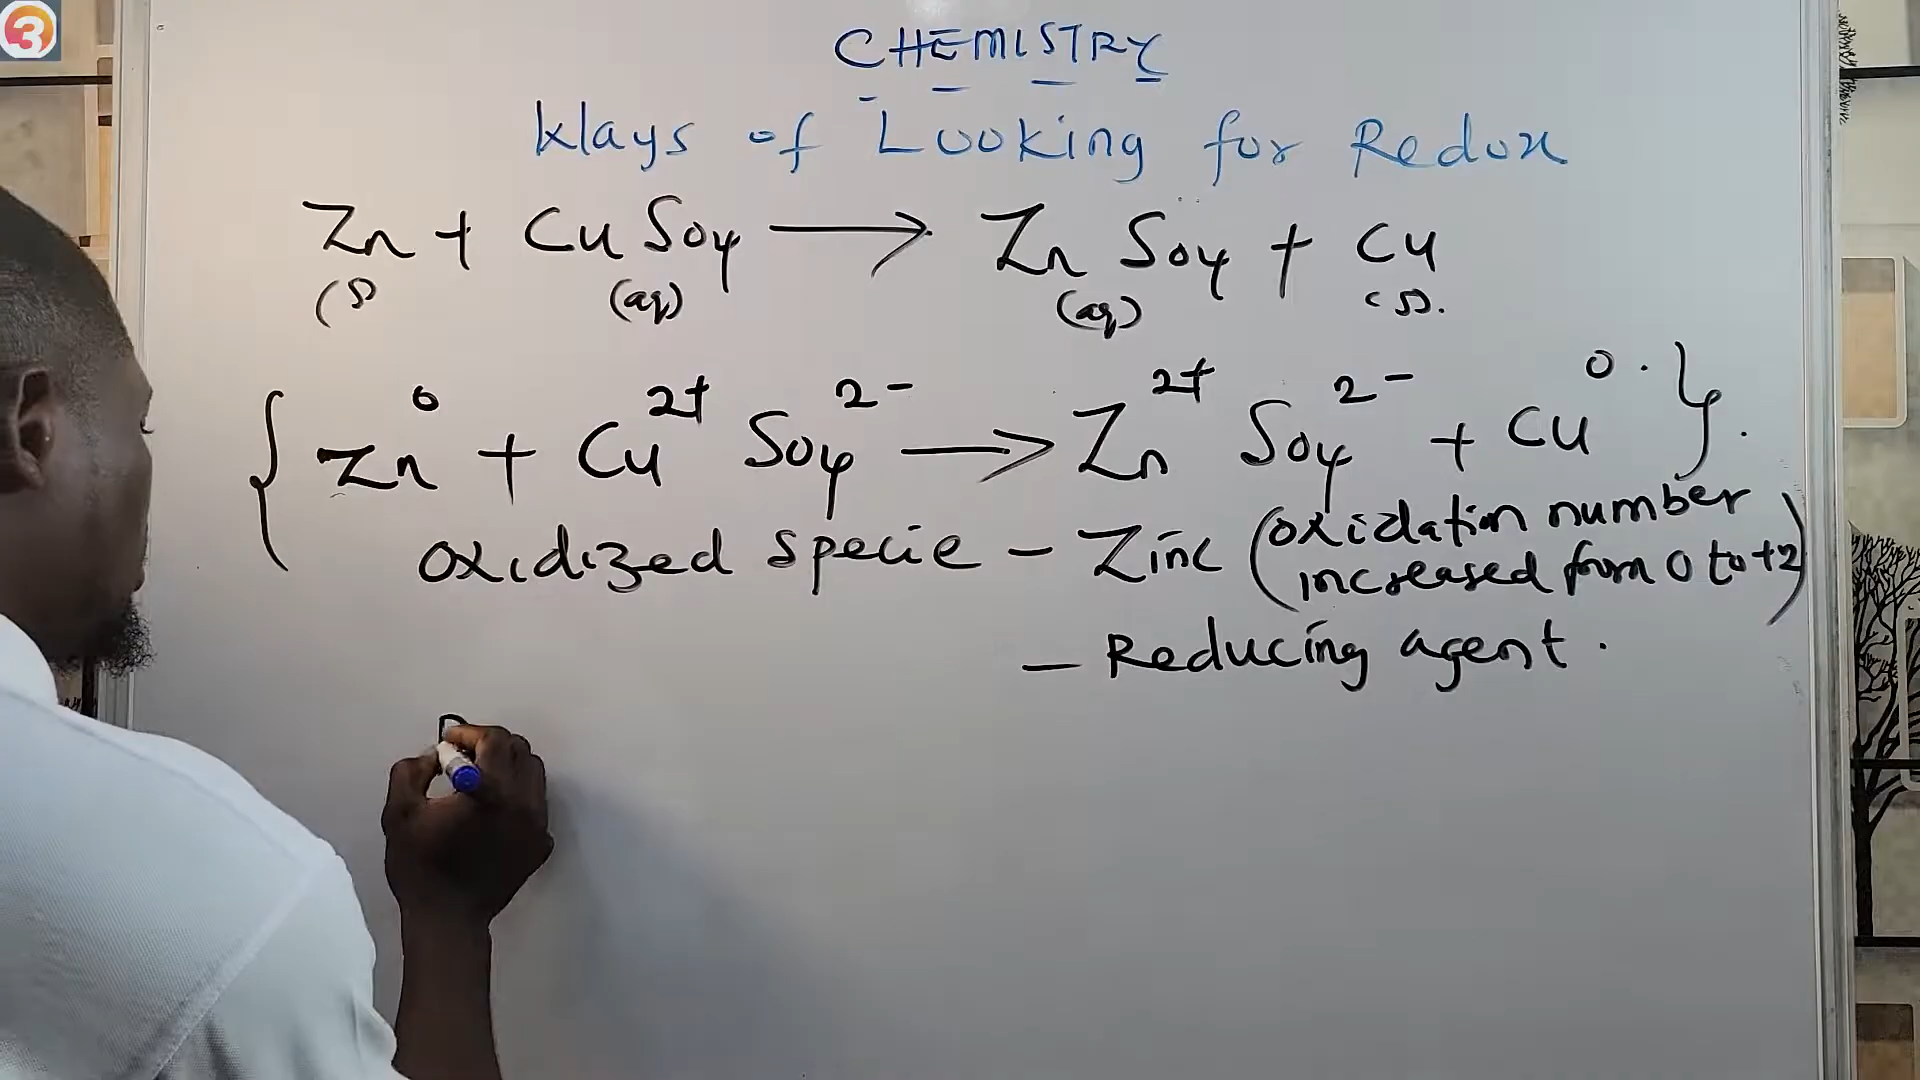 3
CHEMISTRY
Ways of Looking for Redox
Zn + CuSO4 → ZnSO4 + Cu
(s) (aq) (aq) (s).
{ Zn⁰ + Cu²⁺ SO4²⁻ → Zn²⁺ SO4²⁻ + Cu⁰ . } .
Oxidized specie – Zinc (oxidation number
increased from 0 to +2)
– Reducing agent .